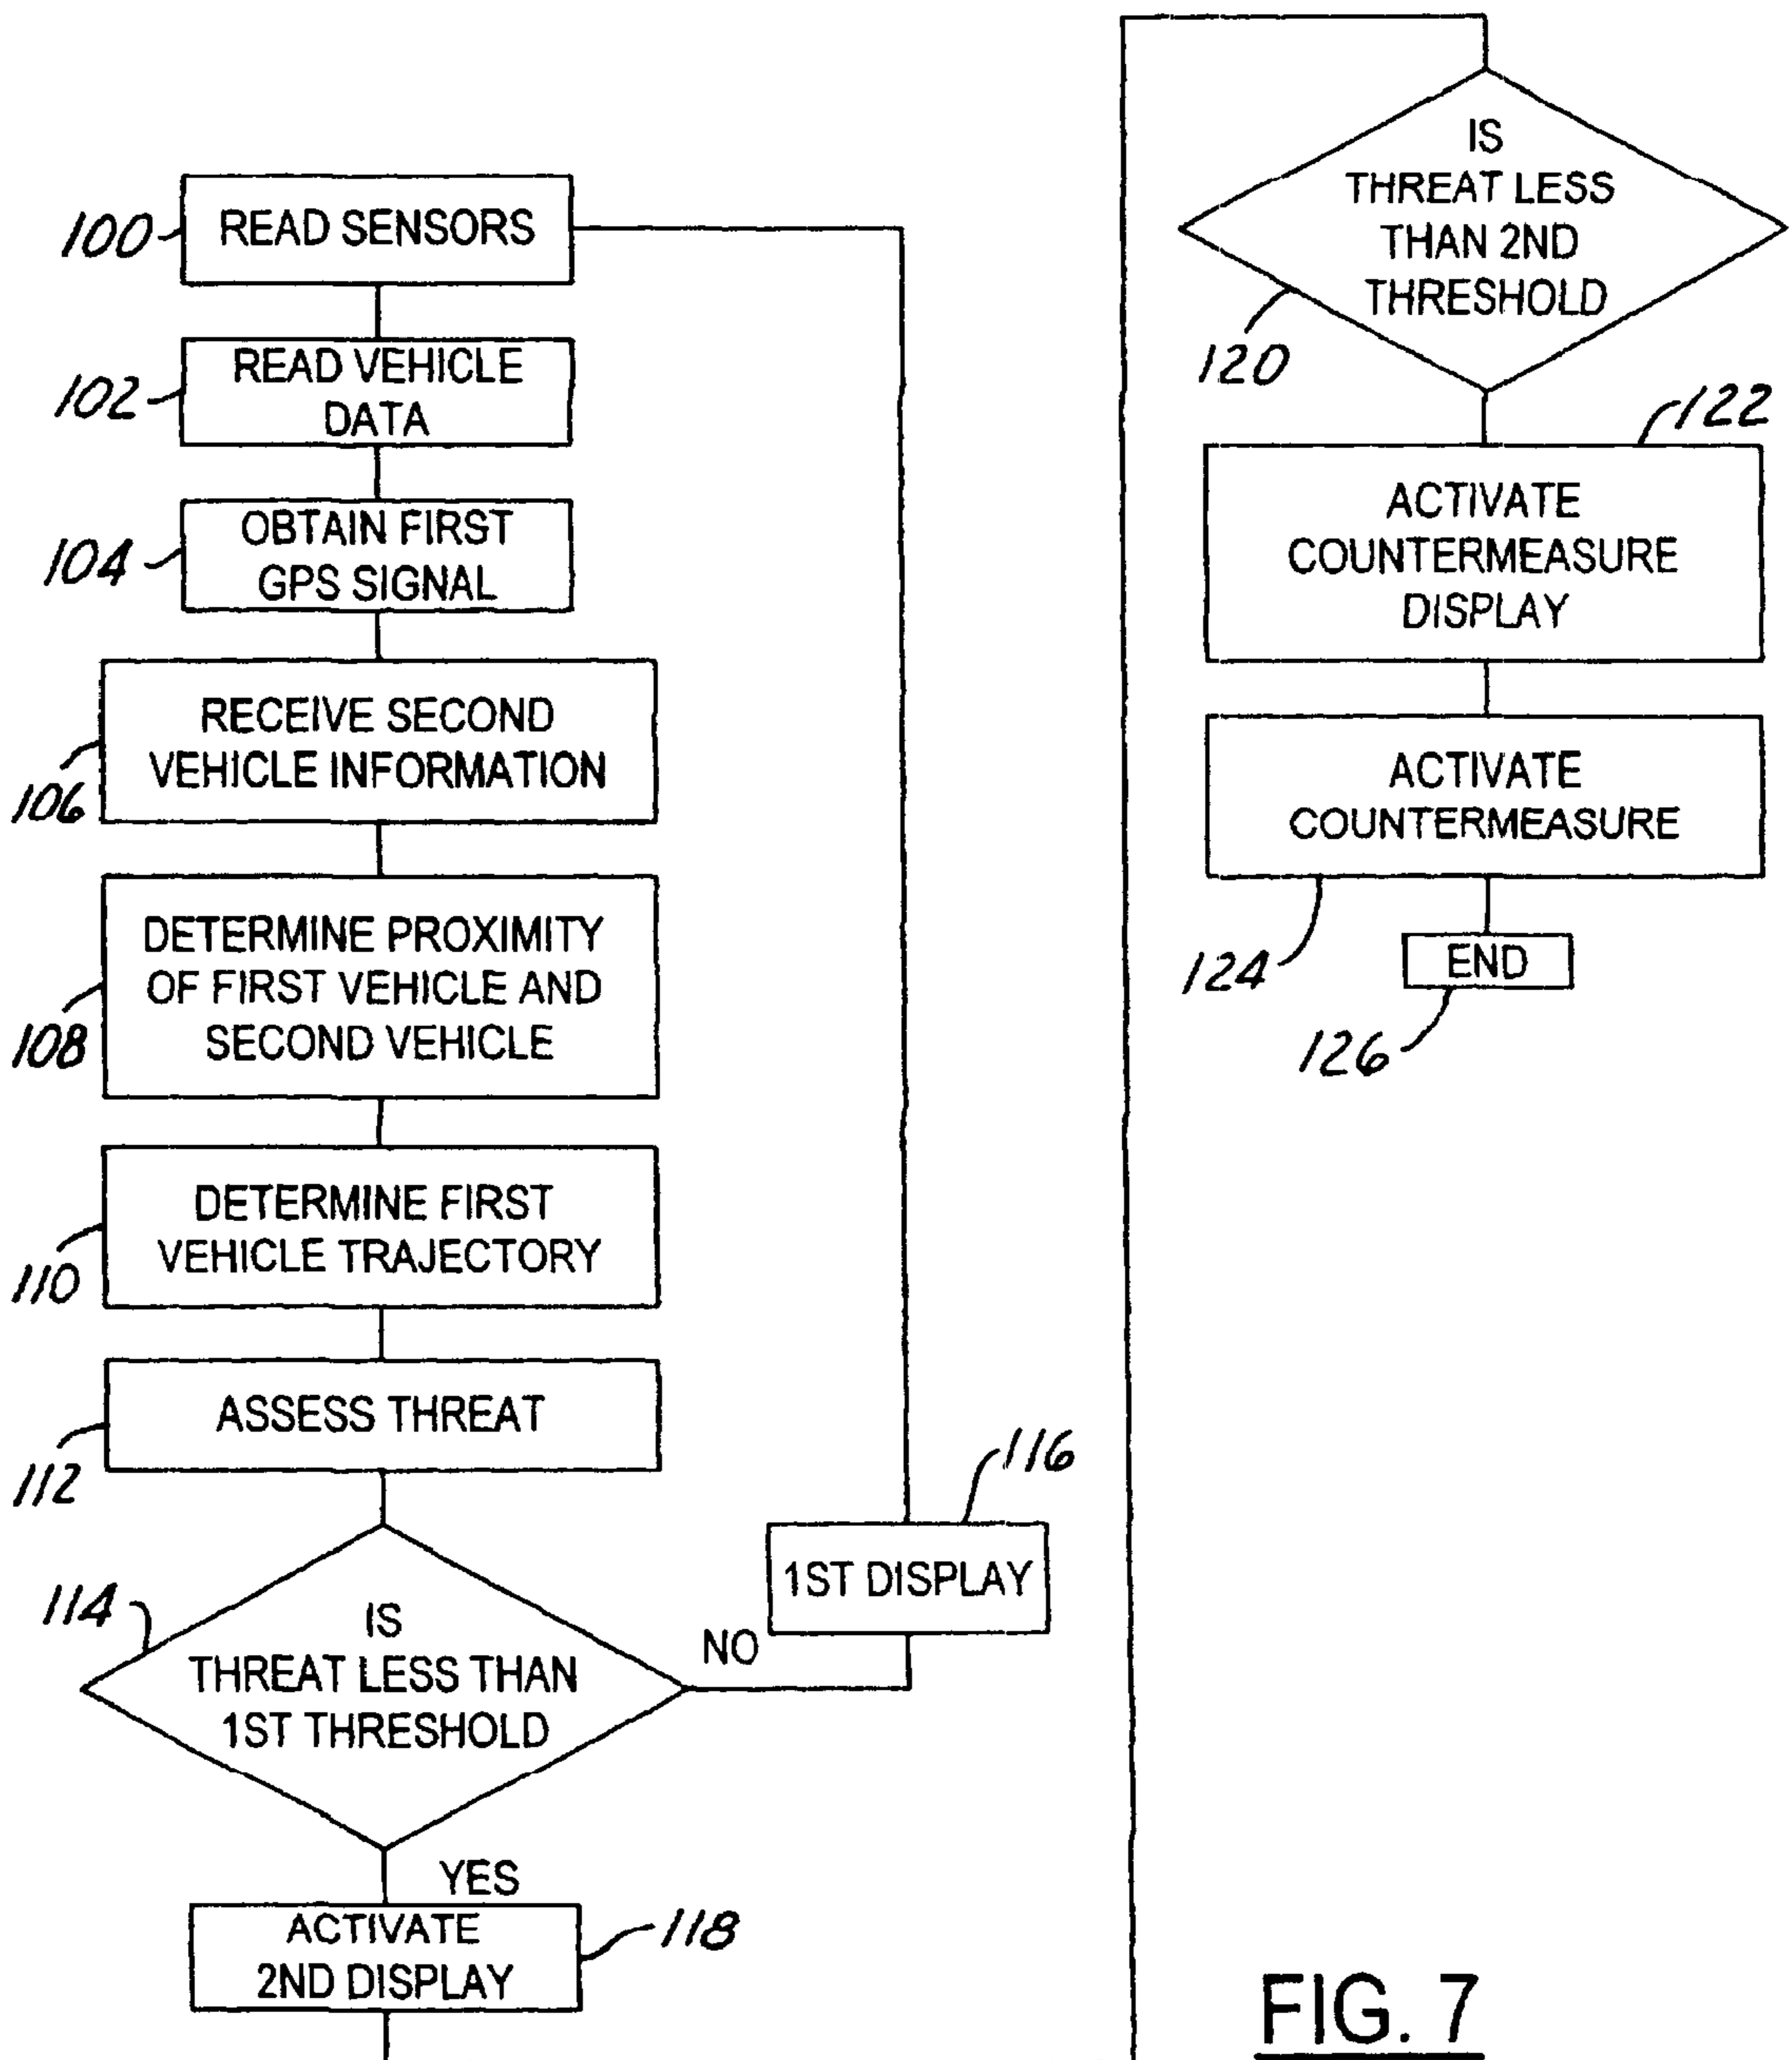 100
READ SENSORS
102
READ VEHICLE
DATA
104
OBTAIN FIRST
GPS SIGNAL
106
RECEIVE SECOND
VEHICLE INFORMATION
108
DETERMINE PROXIMITY
OF FIRST VEHICLE AND
SECOND VEHICLE
110
DETERMINE FIRST
VEHICLE TRAJECTORY
112
ASSESS THREAT
114
IS
THREAT LESS THAN
1ST THRESHOLD
NO
116
1ST DISPLAY
YES
ACTIVATE
2ND DISPLAY
118
IS
THREAT LESS
THAN 2ND
THRESHOLD
120
122
ACTIVATE
COUNTERMEASURE
DISPLAY
ACTIVATE
COUNTERMEASURE
124
END
126
FIG. 7